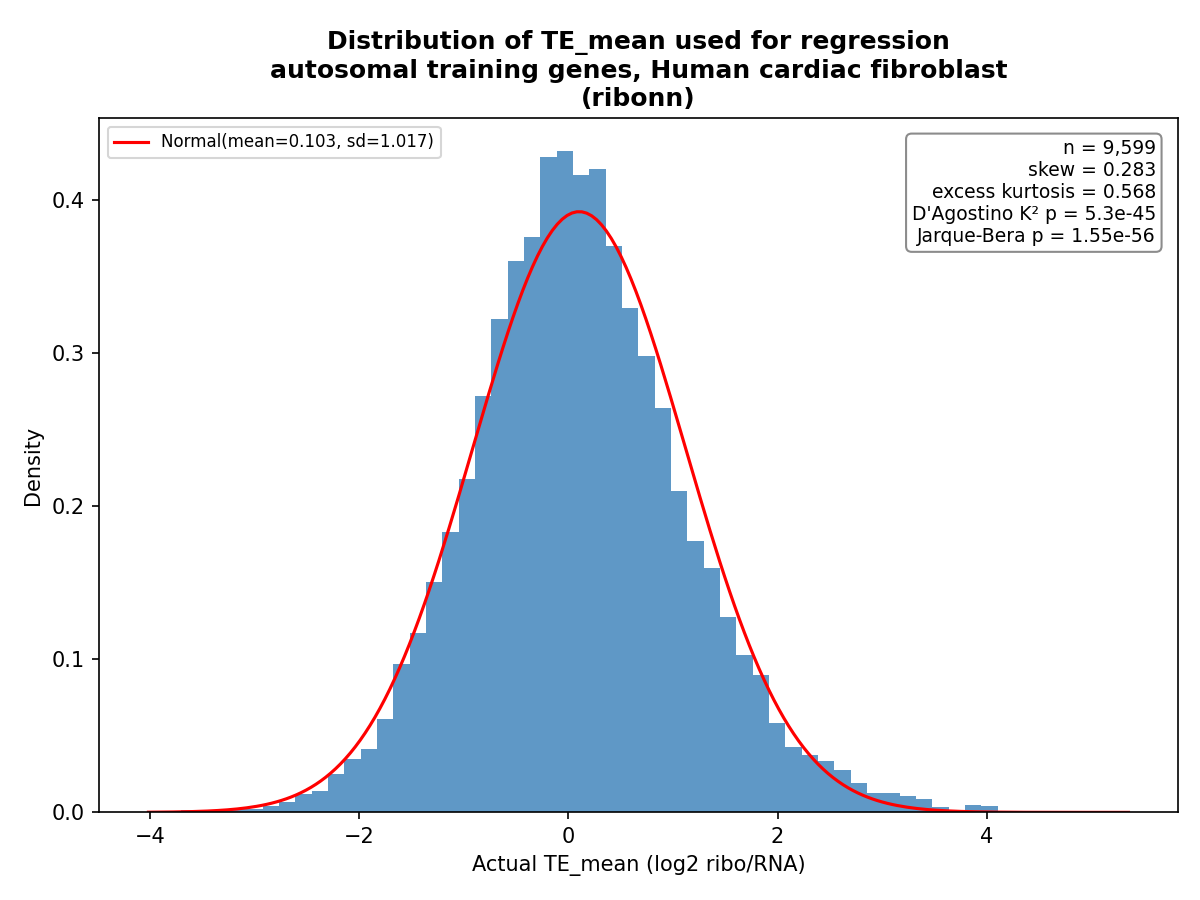 Distribution of TE_mean used for regression
autosomal training genes, Human cardiac fibroblast
(ribonn)
Normal(mean=0.103, sd=1.017)
n = 9,599
skew = 0.283
excess kurtosis = 0.568
D'Agostino K² p = 5.3e-45
Jarque-Bera p = 1.55e-56
Density
0.4
0.3
0.2
0.1
0.0
−4
−2
0
2
4
Actual TE_mean (log2 ribo/RNA)